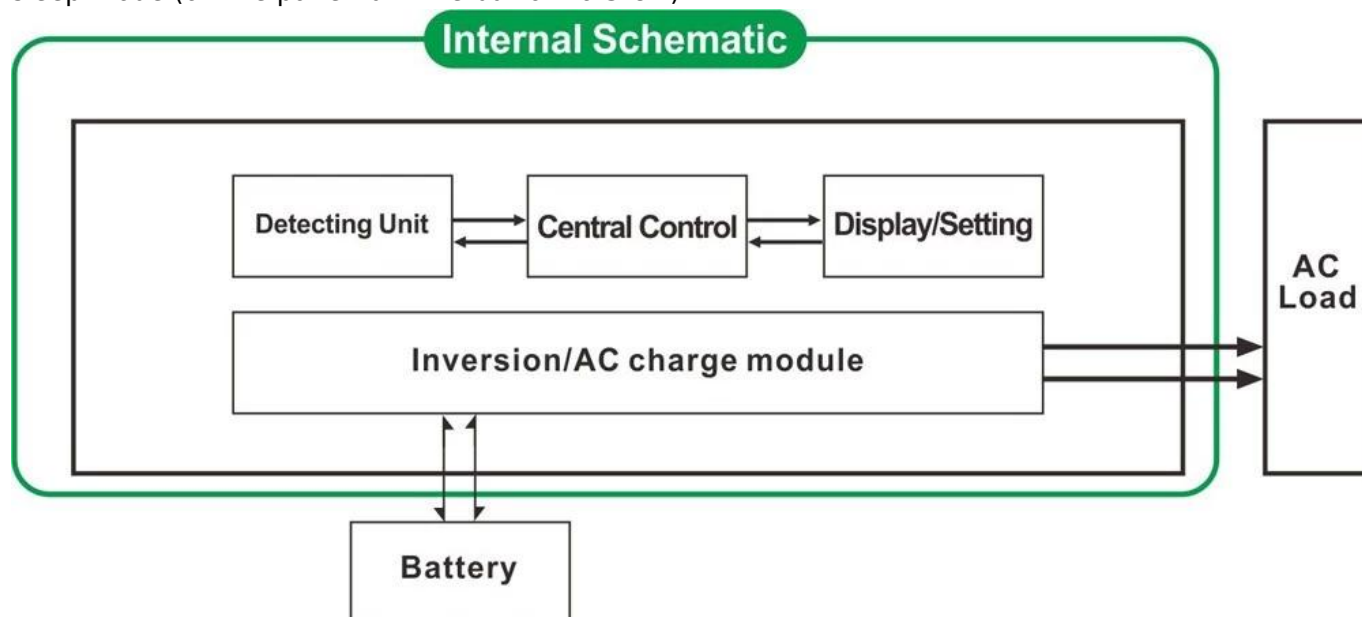 Internal Schematic
Detecting Unit
Central Control
Display/Setting
AC
Load
Inversion/AC charge module
Battery